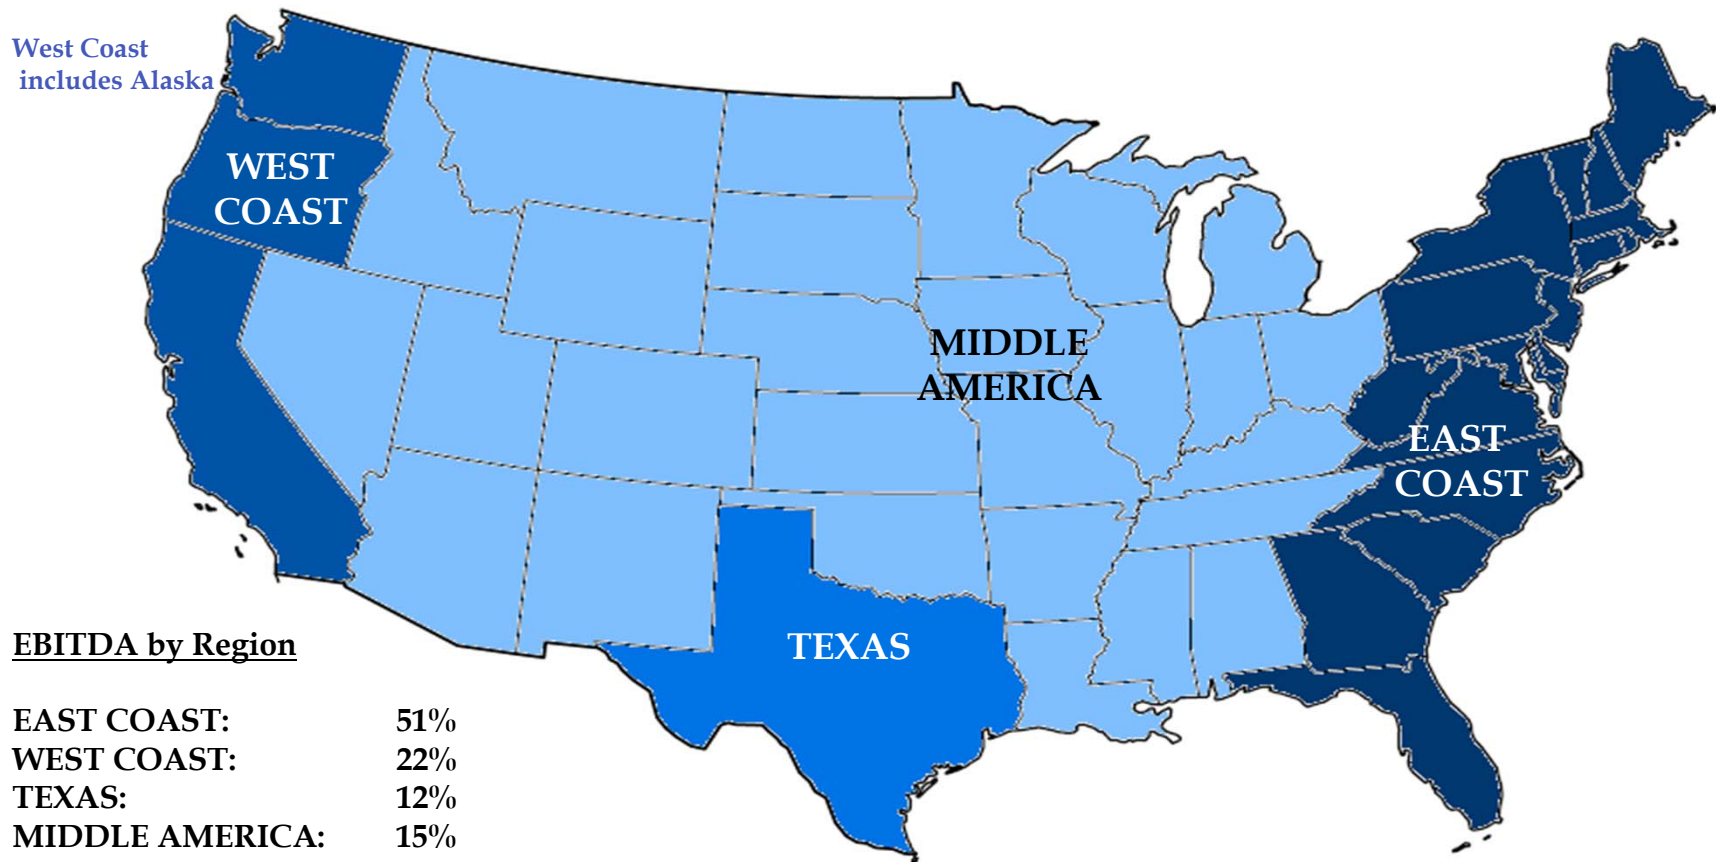 West Coast
includes Alaska
WEST
COAST
MIDDLE
AMERICA
EAST
COAST
TEXAS
EBITDA by Region
EAST COAST: 51%
WEST COAST: 22%
TEXAS: 12%
MIDDLE AMERICA: 15%